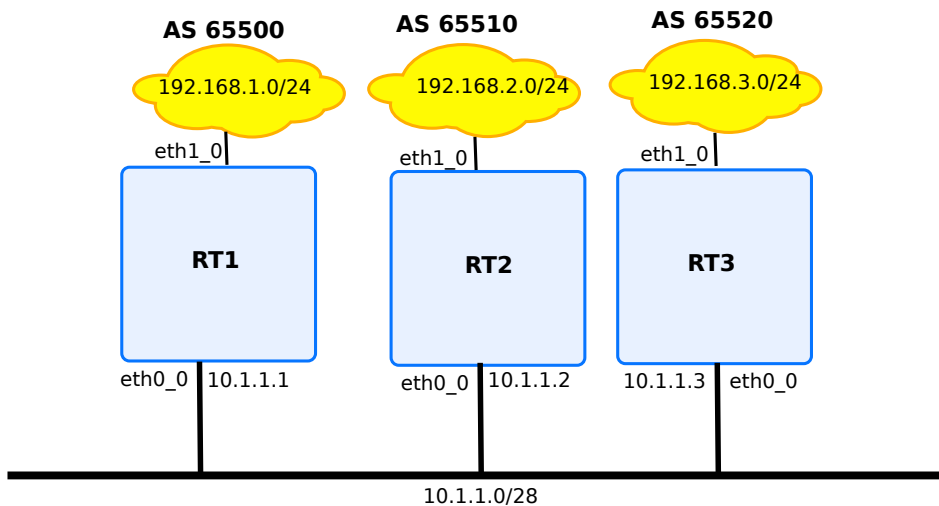 AS 65500
AS 65510
AS 65520
192.168.1.0/24
192.168.2.0/24
192.168.3.0/24
eth1_0
eth1_0
eth1_0
RT1
RT2
RT3
eth0_0
10.1.1.1
eth0_0
10.1.1.2
10.1.1.3
eth0_0
10.1.1.0/28